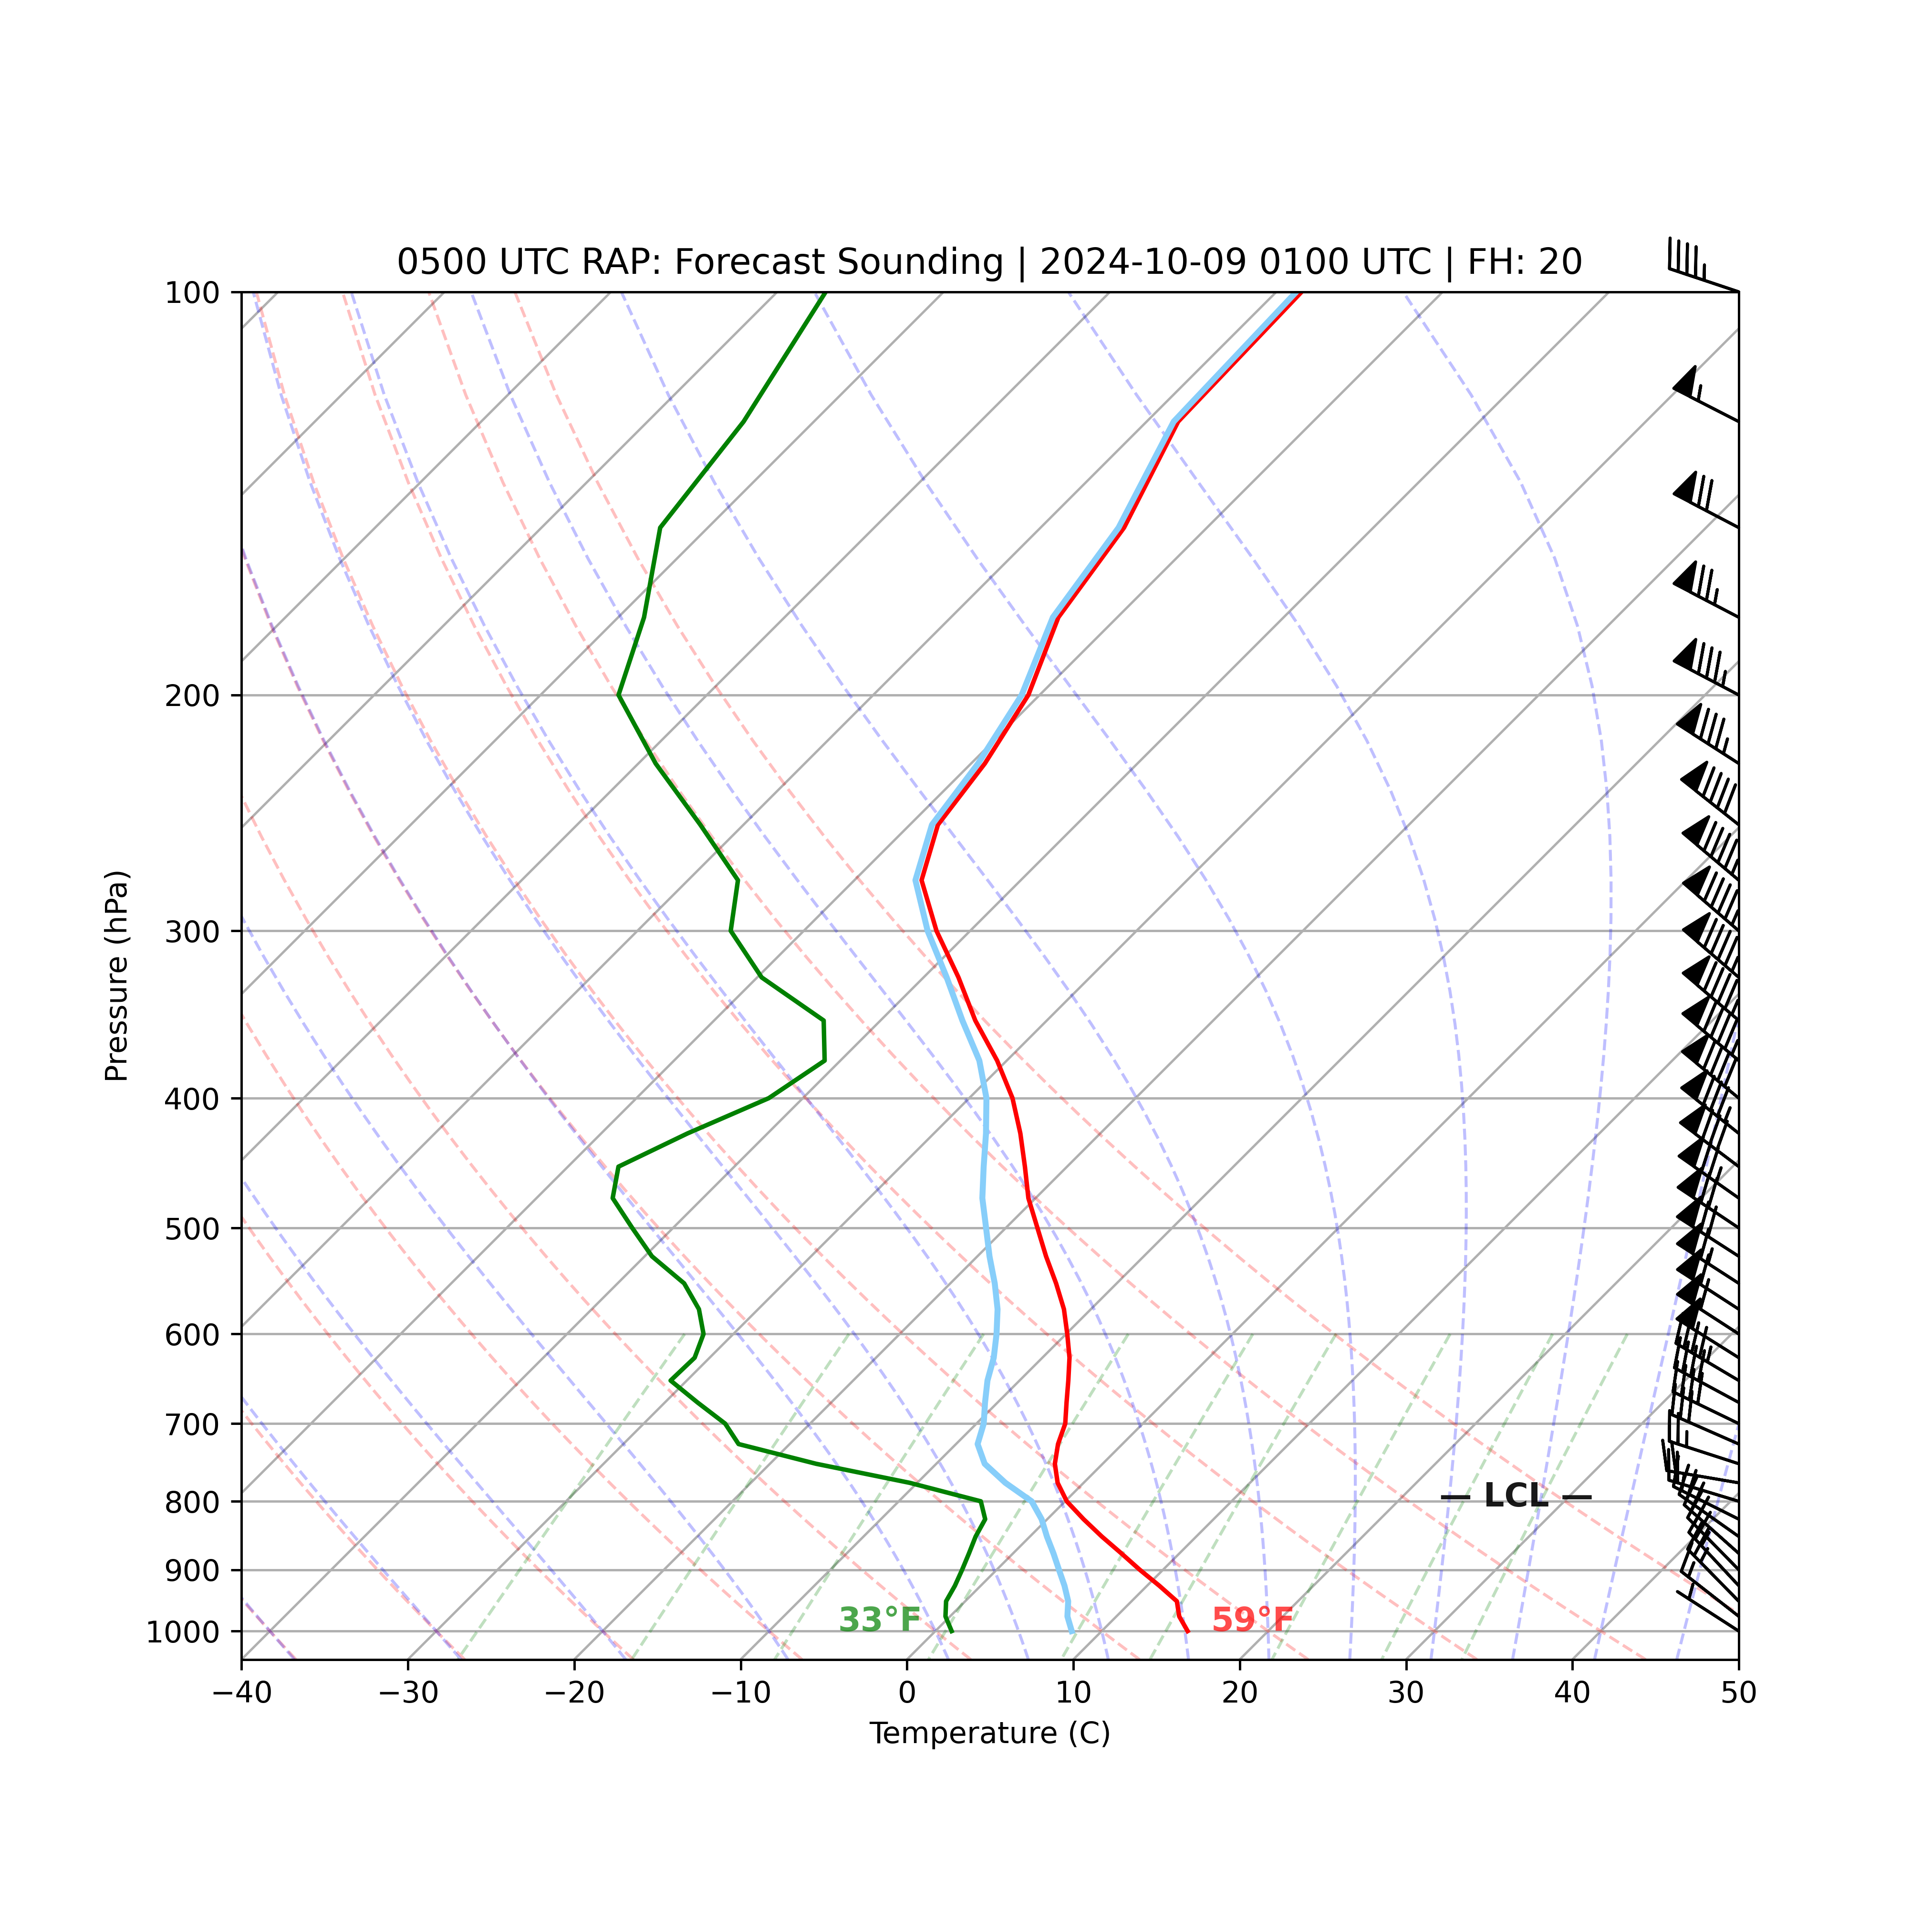 0500 UTC RAP: Forecast Sounding | 2024-10-09 0100 UTC | FH: 20
100
200
300
400
500
600
700
800
900
1000
Pressure (hPa)
— LCL —
33°F
59°F
−40 −30 −20 −10 0 10 20 30 40 50
Temperature (C)